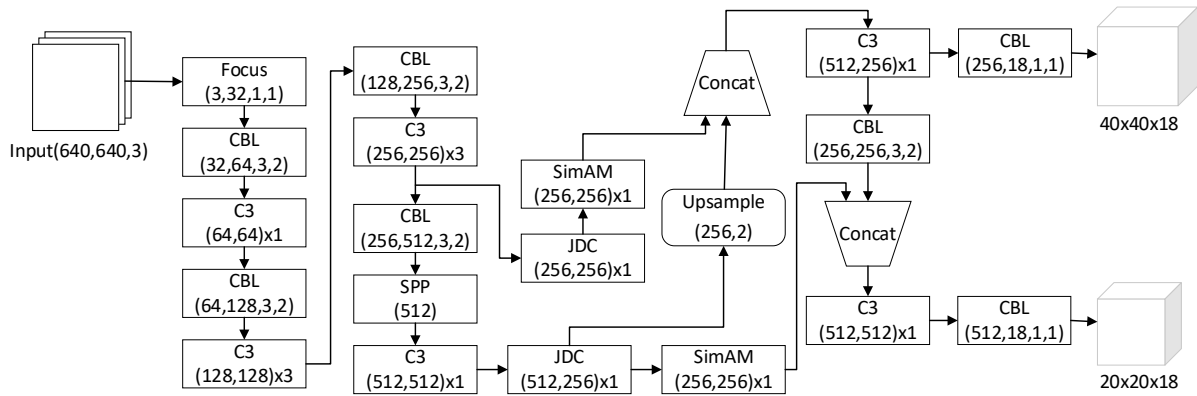 Input(640,640,3)
Focus
(3,32,1,1)
CBL
(32,64,3,2)
C3
(64,64)x1
CBL
(64,128,3,2)
C3
(128,128)x3
CBL
(128,256,3,2)
C3
(256,256)x3
CBL
(256,512,3,2)
SPP
(512)
C3
(512,512)x1
SimAM
(256,256)x1
JDC
(256,256)x1
JDC
(512,256)x1
Upsample
(256,2)
SimAM
(256,256)x1
Concat
C3
(512,256)x1
CBL
(256,18,1,1)
40x40x18
CBL
(256,256,3,2)
Concat
C3
(512,512)x1
CBL
(512,18,1,1)
20x20x18